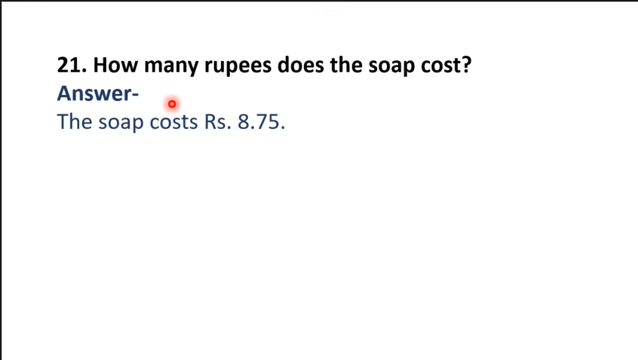 21. How many rupees does the soap cost?
Answer-
The soap costs Rs. 8.75.